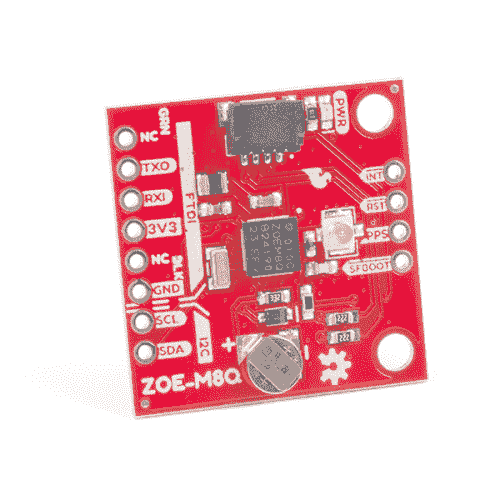 GRN
PWR
NC
TXO
INT
RXI
RST
FTDI
3V3
PPS
NC
BLK
SFBOOT
GND
SCL
I2C
SDA
+
-
ZOE-M8Q
ZOEM8Q